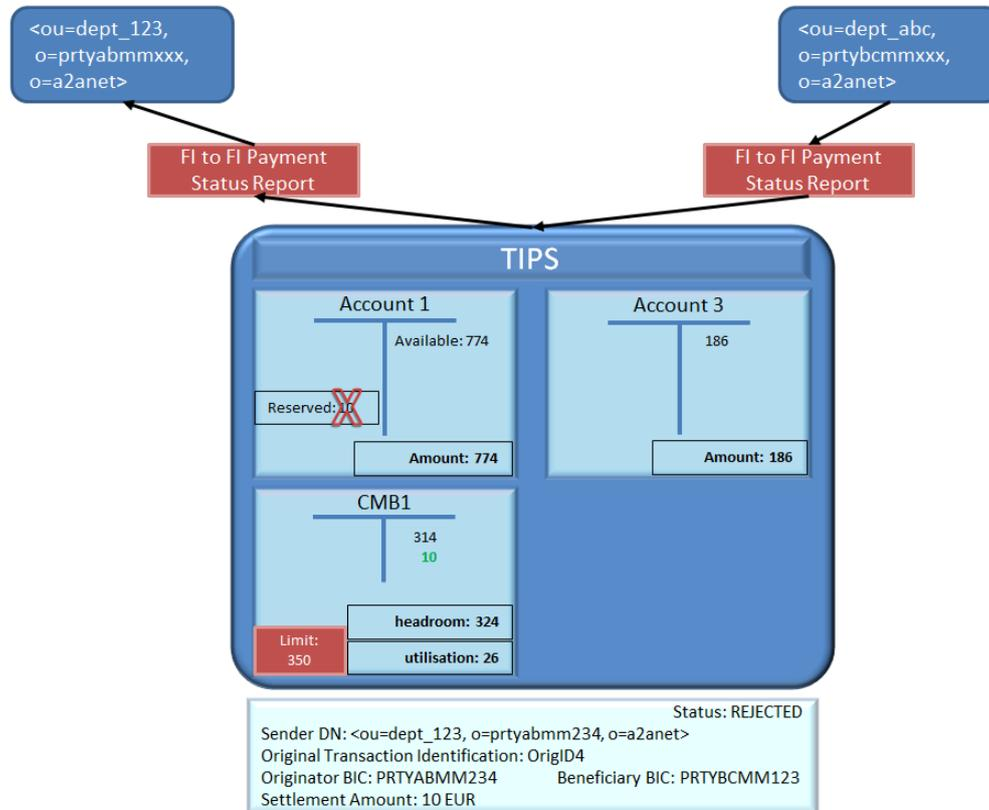 <ou=dept_123,
o=prtyabmmxxx,
o=a2anet>
<ou=dept_abc,
o=prtybcmmxxx,
o=a2anet>
FI to FI Payment
Status Report
FI to FI Payment
Status Report
TIPS
Account 1
Available: 774
Reserved: 10
Amount: 774
Account 3
186
Amount: 186
CMB1
314
10
headroom: 324
Limit:
350
utilisation: 26
Status: REJECTED
Sender DN: <ou=dept_123, o=prtyabmm234, o=a2anet>
Original Transaction Identification: OrigID4
Originator BIC: PRTYABMM234 Beneficiary BIC: PRTYBCMM123
Settlement Amount: 10 EUR